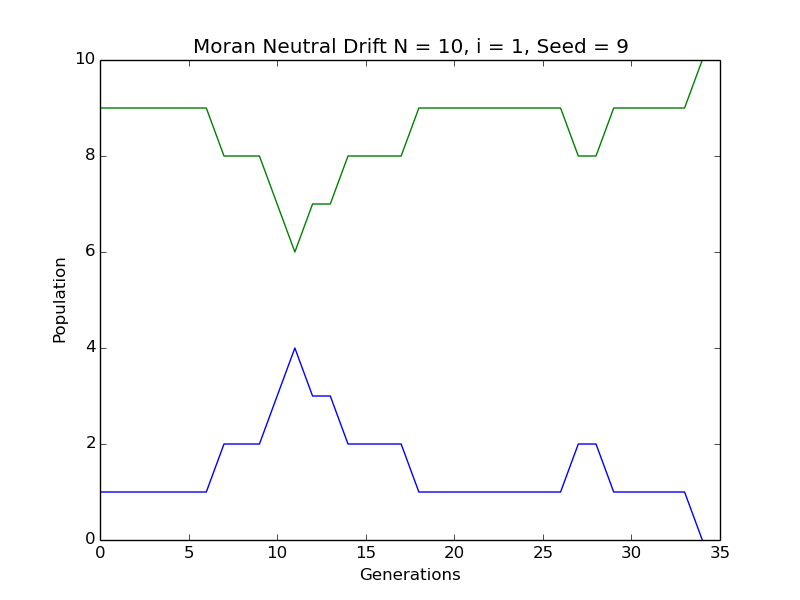 Moran Neutral Drift N = 10, i = 1, Seed = 9
10
8
6
4
2
0
Population
0 5 10 15 20 25 30 35
Generations